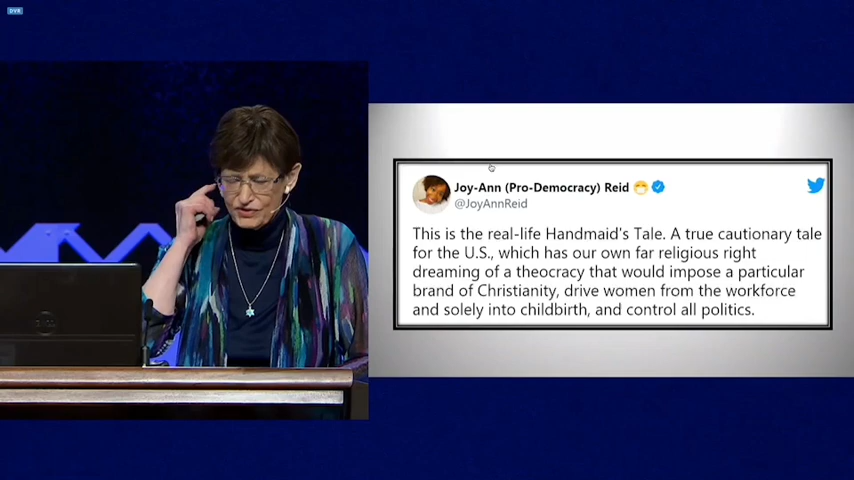 DVR
Joy-Ann (Pro-Democracy) Reid
@JoyAnnReid
This is the real-life Handmaid's Tale. A true cautionary tale
for the U.S., which has our own far religious right
dreaming of a theocracy that would impose a particular
brand of Christianity, drive women from the workforce
and solely into childbirth, and control all politics.